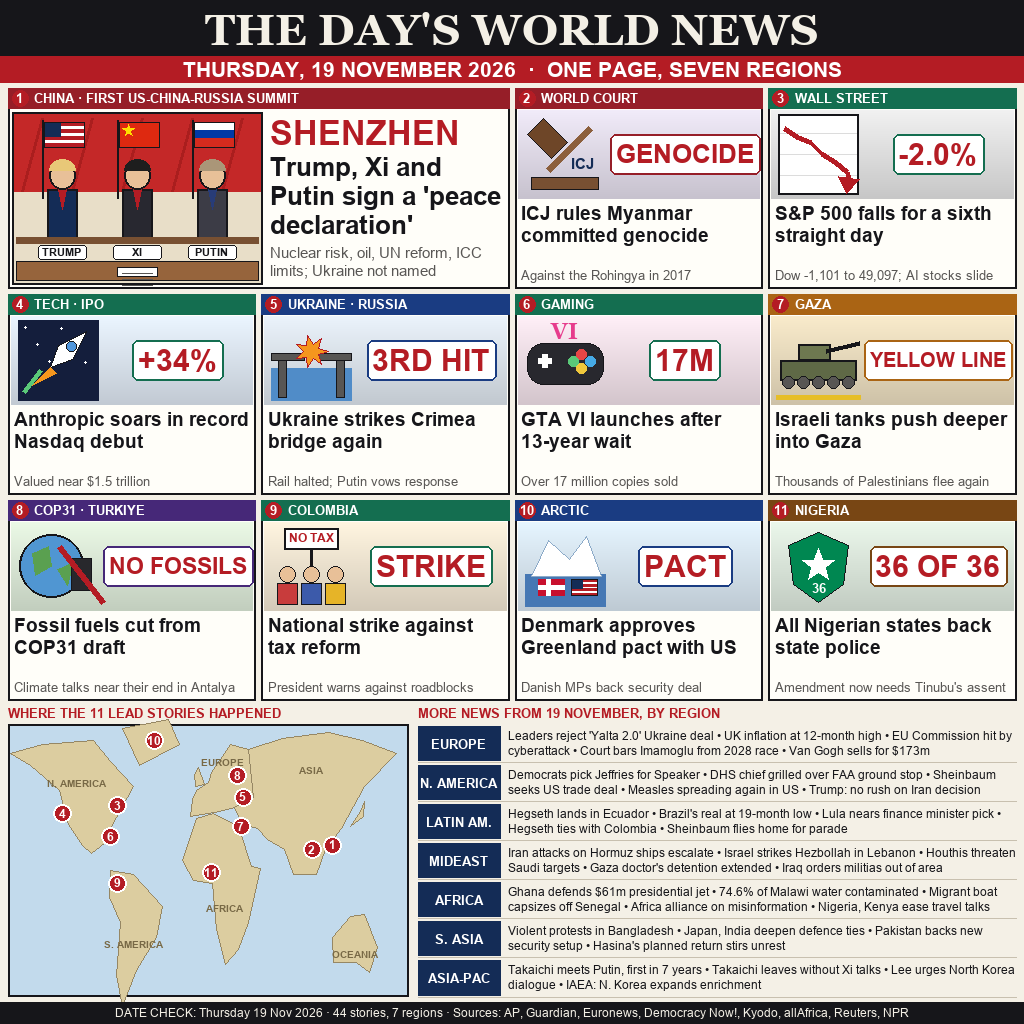 THE DAY'S WORLD NEWS
THURSDAY, 19 NOVEMBER 2026 · ONE PAGE, SEVEN REGIONS
1 CHINA · FIRST US-CHINA-RUSSIA SUMMIT
TRUMP
XI
PUTIN
SHENZHEN
Trump, Xi and
Putin sign a 'peace
declaration'
Nuclear risk, oil, UN reform, ICC
limits; Ukraine not named
2 WORLD COURT
ICJ
GENOCIDE
ICJ rules Myanmar
committed genocide
Against the Rohingya in 2017
3 WALL STREET
-2.0%
S&P 500 falls for a sixth
straight day
Dow -1,101 to 49,097; AI stocks slide
4 TECH · IPO
+34%
Anthropic soars in record
Nasdaq debut
Valued near $1.5 trillion
5 UKRAINE · RUSSIA
3RD HIT
Ukraine strikes Crimea
bridge again
Rail halted; Putin vows response
6 GAMING
VI
17M
GTA VI launches after
13-year wait
Over 17 million copies sold
7 GAZA
YELLOW LINE
Israeli tanks push deeper
into Gaza
Thousands of Palestinians flee again
8 COP31 · TURKIYE
NO FOSSILS
Fossil fuels cut from
COP31 draft
Climate talks near their end in Antalya
9 COLOMBIA
NO TAX
STRIKE
National strike against
tax reform
President warns against roadblocks
10 ARCTIC
PACT
Denmark approves
Greenland pact with US
Danish MPs back security deal
11 NIGERIA
36
36 OF 36
All Nigerian states back
state police
Amendment now needs Tinubu's assent
WHERE THE 11 LEAD STORIES HAPPENED
10
EUROPE
ASIA
8
N. AMERICA
5
3
4
7
6
1
2
11
9
AFRICA
S. AMERICA
OCEANIA
MORE NEWS FROM 19 NOVEMBER, BY REGION
EUROPE
Leaders reject 'Yalta 2.0' Ukraine deal • UK inflation at 12-month high • EU Commission hit by
cyberattack • Court bars Imamoglu from 2028 race • Van Gogh sells for $173m
N. AMERICA
Democrats pick Jeffries for Speaker • DHS chief grilled over FAA ground stop • Sheinbaum
seeks US trade deal • Measles spreading again in US • Trump: no rush on Iran decision
LATIN AM.
Hegseth lands in Ecuador • Brazil's real at 19-month low • Lula nears finance minister pick •
Hegseth ties with Colombia • Sheinbaum flies home for parade
MIDEAST
Iran attacks on Hormuz ships escalate • Israel strikes Hezbollah in Lebanon • Houthis threaten
Saudi targets • Gaza doctor's detention extended • Iraq orders militias out of area
AFRICA
Ghana defends $61m presidential jet • 74.6% of Malawi water contaminated • Migrant boat
capsizes off Senegal • Africa alliance on misinformation • Nigeria, Kenya ease travel talks
S. ASIA
Violent protests in Bangladesh • Japan, India deepen defence ties • Pakistan backs new
security setup • Hasina's planned return stirs unrest
ASIA-PAC
Takaichi meets Putin, first in 7 years • Takaichi leaves without Xi talks • Lee urges North Korea
dialogue • IAEA: N. Korea expands enrichment
DATE CHECK: Thursday 19 Nov 2026 · 44 stories, 7 regions · Sources: AP, Guardian, Euronews, Democracy Now!, Kyodo, allAfrica, Reuters, NPR